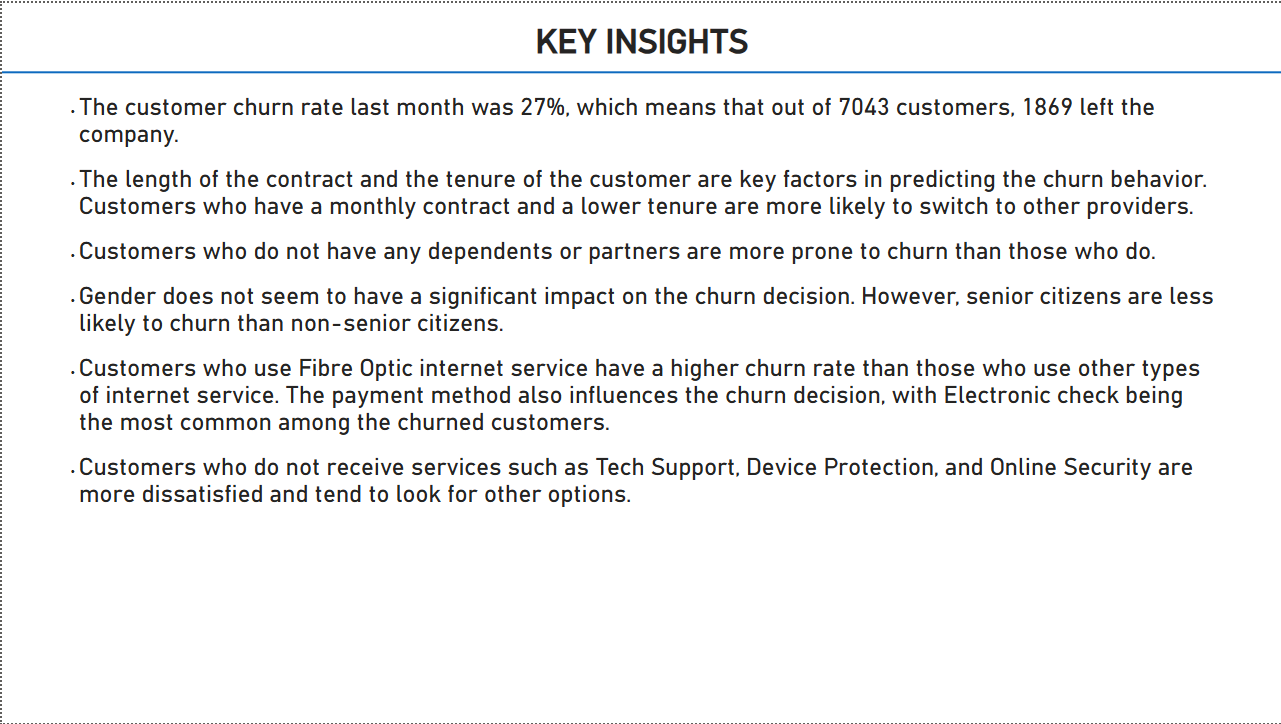 KEY INSIGHTS
. The customer churn rate last month was 27%, which means that out of 7043 customers, 1869 left the
company.
. The length of the contract and the tenure of the customer are key factors in predicting the churn behavior.
Customers who have a monthly contract and a lower tenure are more likely to switch to other providers.
. Customers who do not have any dependents or partners are more prone to churn than those who do.
. Gender does not seem to have a significant impact on the churn decision. However, senior citizens are less
likely to churn than non-senior citizens.
. Customers who use Fibre Optic internet service have a higher churn rate than those who use other types
of internet service. The payment method also influences the churn decision, with Electronic check being
the most common among the churned customers.
. Customers who do not receive services such as Tech Support, Device Protection, and Online Security are
more dissatisfied and tend to look for other options.